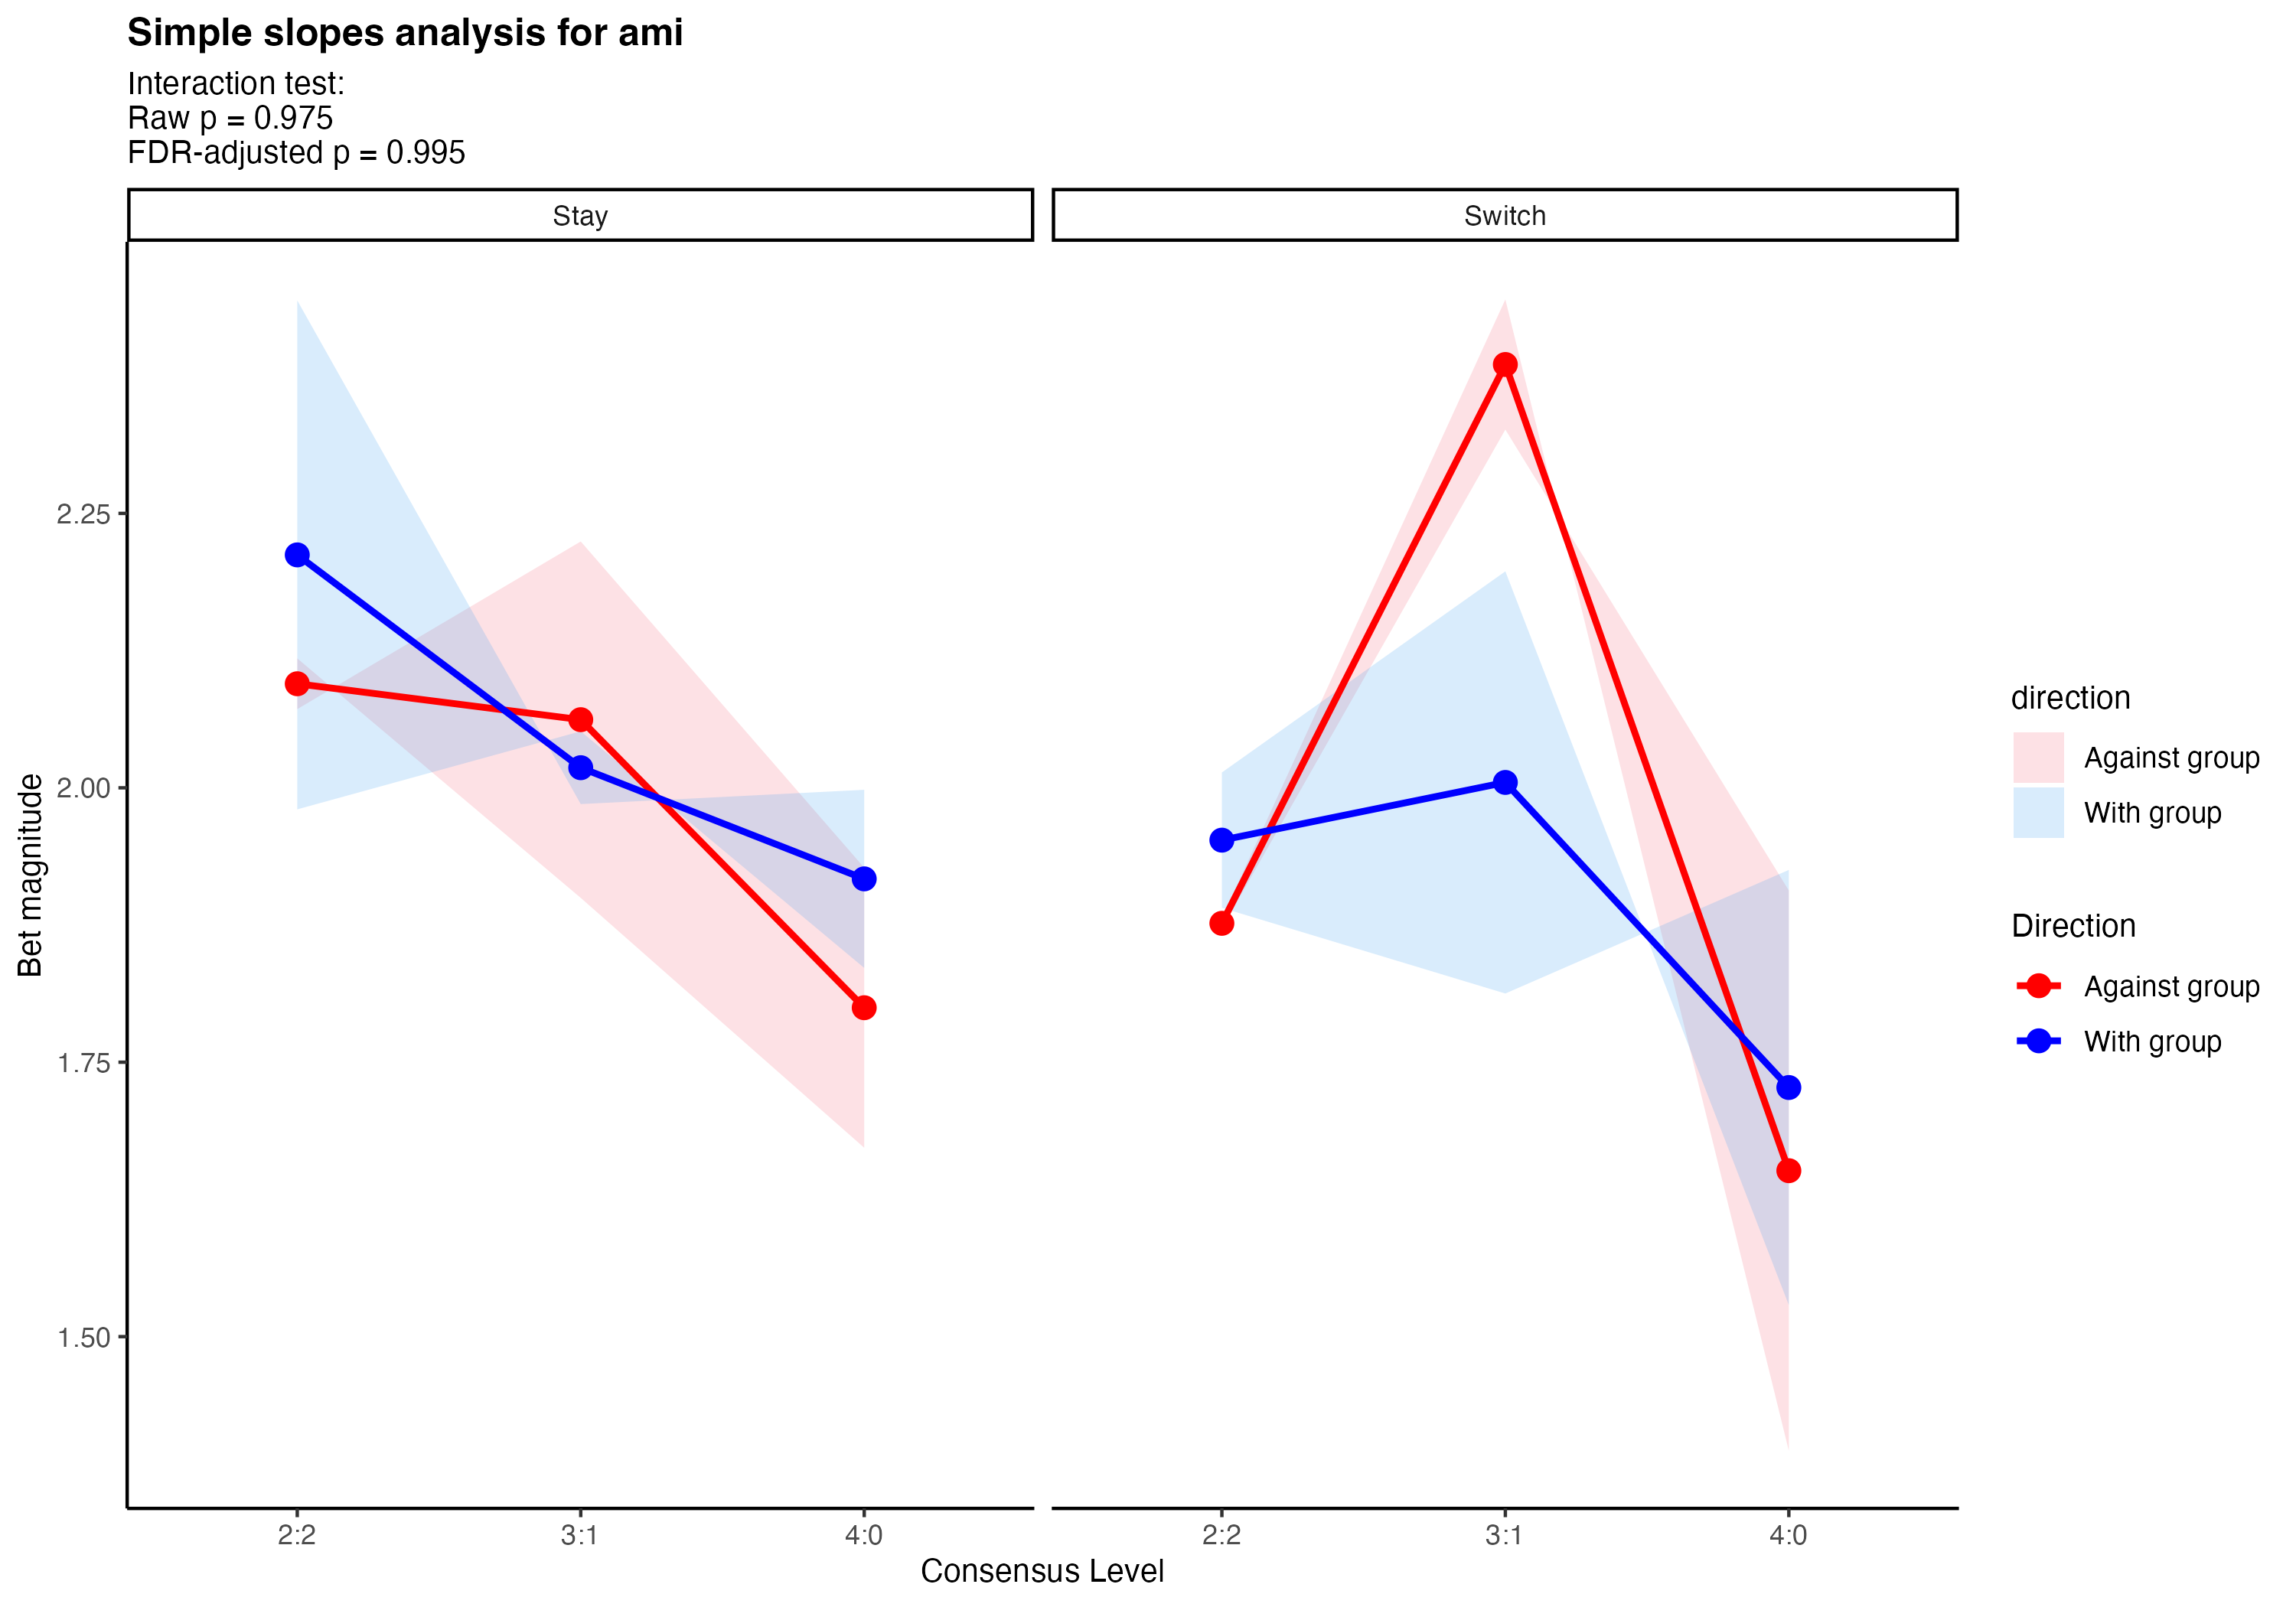 Simple slopes analysis for ami
Interaction test:
Raw p = 0.975
FDR-adjusted p = 0.995
Stay
Switch
2.25
2.00
1.75
1.50
Bet magnitude
2:2
3:1
4:0
2:2
3:1
4:0
Consensus Level
direction
Against group
With group
Direction
Against group
With group